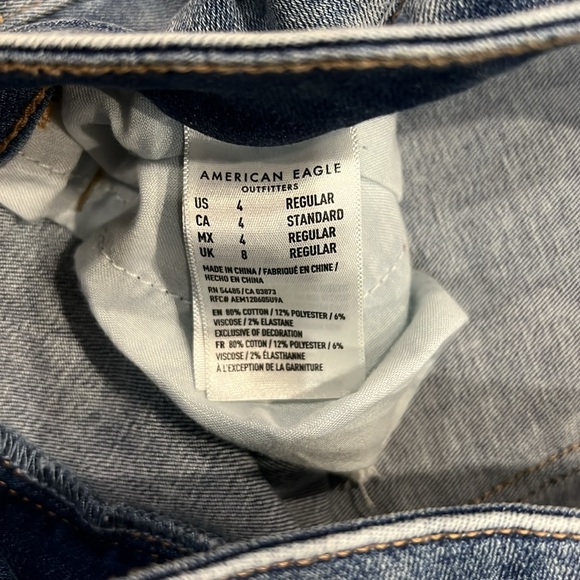 AMERICAN EAGLE
OUTFITTERS
US 4 REGULAR
CA 4 STANDARD
MX 4 REGULAR
UK 8 REGULAR
MADE IN CHINA / FABRIQUÉ EN CHINE /
HECHO EN CHINA
RN 54485 / CA 03873
RFC# AEM120605U9A
EN 80% COTTON / 12% POLYESTER / 6%
VISCOSE / 2% ELASTANE
EXCLUSIVE OF DECORATION
FR 80% COTON / 12% POLYESTER / 6%
VISCOSE / 2% ÉLASTHANNE
À L'EXCEPTION DE LA GARNITURE